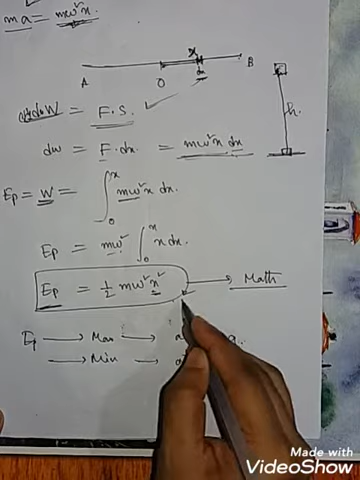 ma = mω²x.
x
A O B
h.
dW = F.S.
dw = F.dx. = mω²x dx
Ep = W = ∫₀ˣ mω²x dx.
Ep = mω² ∫₀ˣ x dx.
Ep = ½ mω²x² → Math
Ep → Max →
→ Min →
Made with
VideoShow